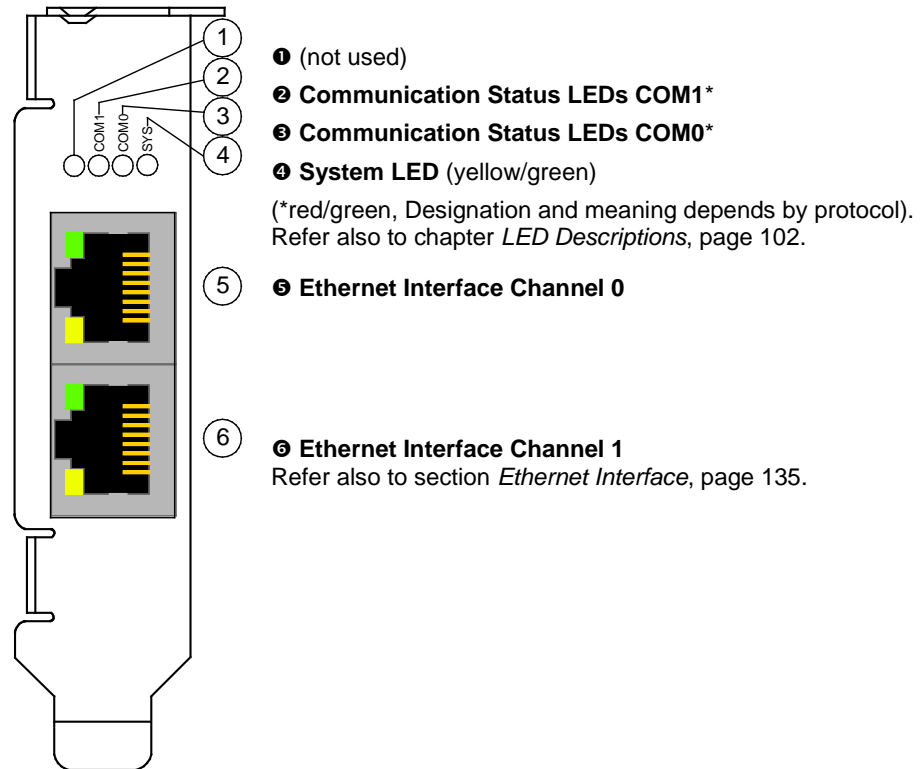 1
2
3
4
COM1
COM0
SYS
5
6
❶ (not used)
❷ Communication Status LEDs COM1*
❸ Communication Status LEDs COM0*
❹ System LED (yellow/green)
(*red/green, Designation and meaning depends by protocol).
Refer also to chapter LED Descriptions, page 102.
❺ Ethernet Interface Channel 0
❻ Ethernet Interface Channel 1
Refer also to section Ethernet Interface, page 135.